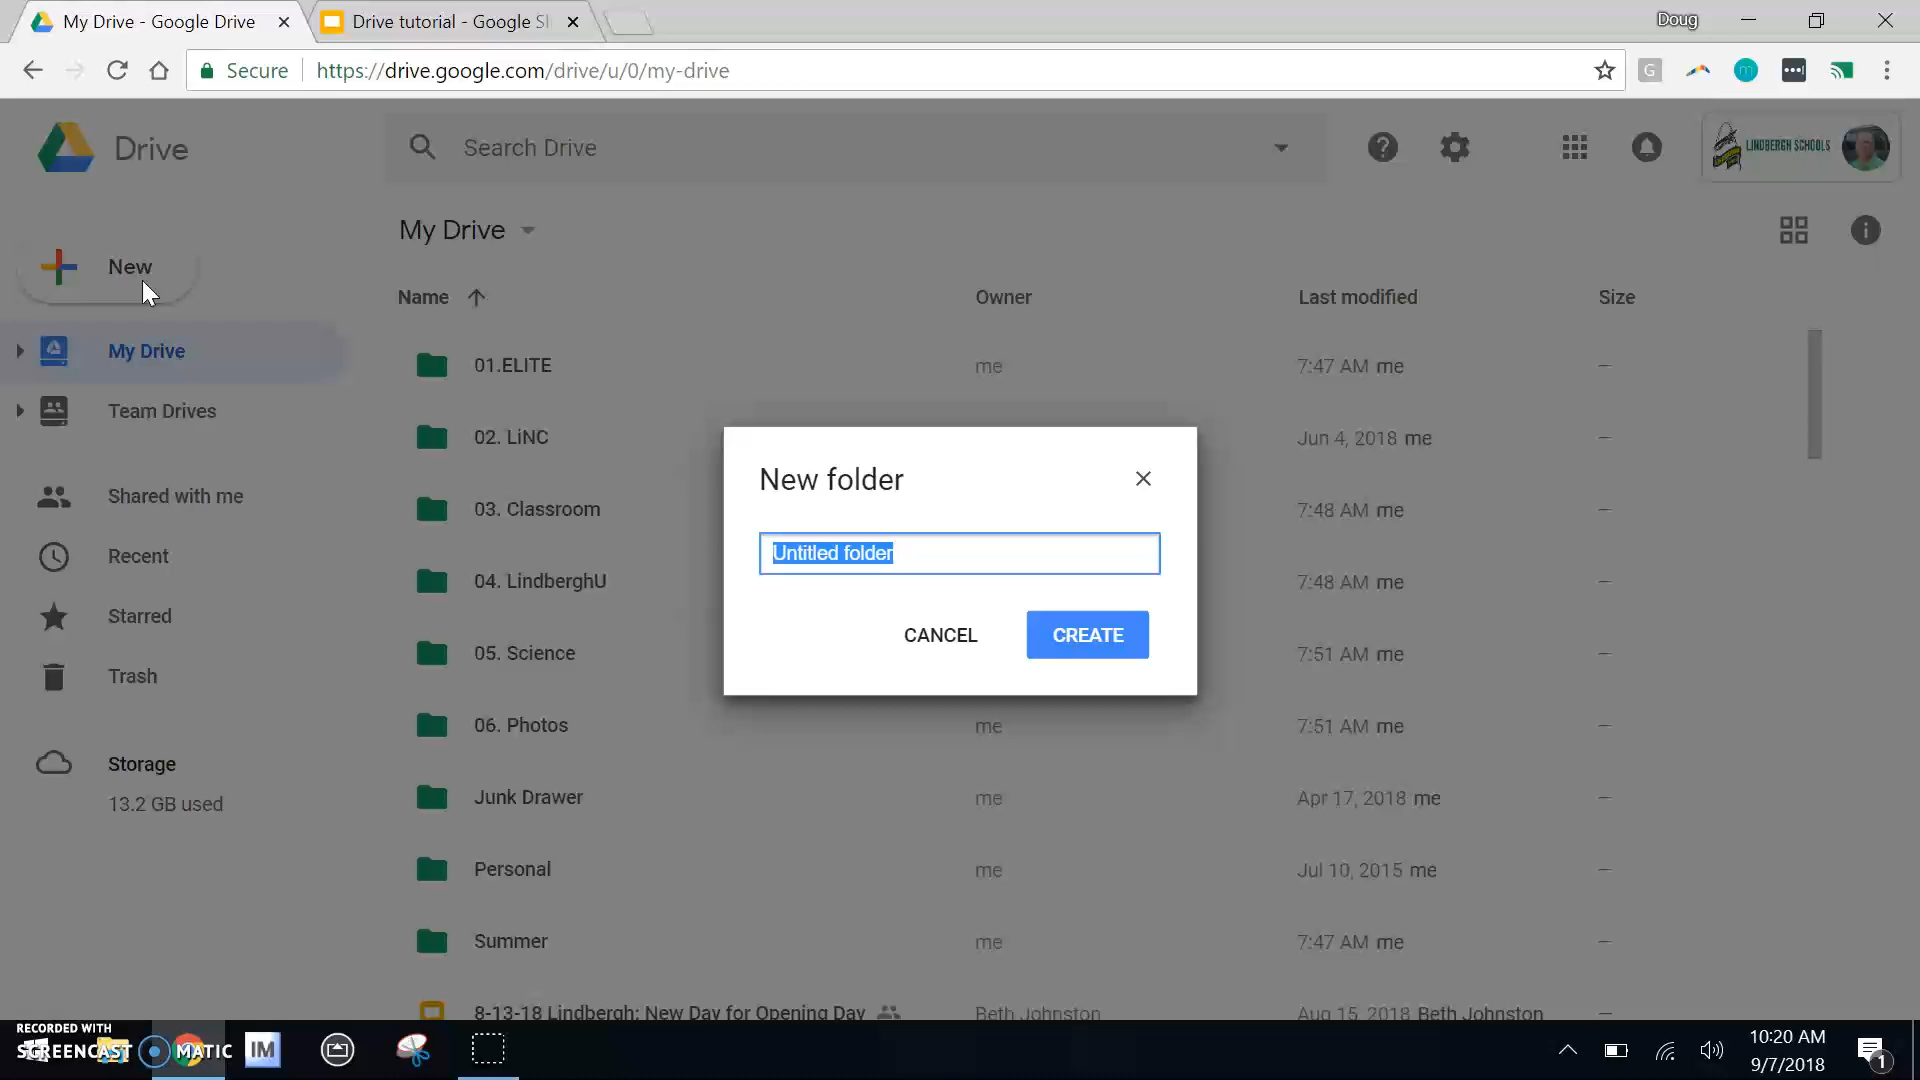 My Drive - Google Drive
Drive tutorial - Google Sl
Doug
Secure
https://drive.google.com/drive/u/0/my-drive
G
m
Drive
Search Drive
LINDBERGH SCHOOLS
New
My Drive
Team Drives
Shared with me
Recent
Starred
Trash
Storage
13.2 GB used
My Drive
Name Owner Last modified Size
01.ELITE me 7:47 AM me —
02. LiNC Jun 4, 2018 me —
03. Classroom 7:48 AM me —
04. LindberghU 7:48 AM me —
05. Science 7:51 AM me —
06. Photos me 7:51 AM me —
Junk Drawer me Apr 17, 2018 me —
Personal me Jul 10, 2015 me —
Summer me 7:47 AM me —
8-13-18 Lindbergh: New Day for Opening Day Beth Johnston Aug 15, 2018 Beth Johnston —
New folder
Untitled folder
CANCEL CREATE
RECORDED WITH
SCREENCAST MATIC
IM
10:20 AM
9/7/2018
1